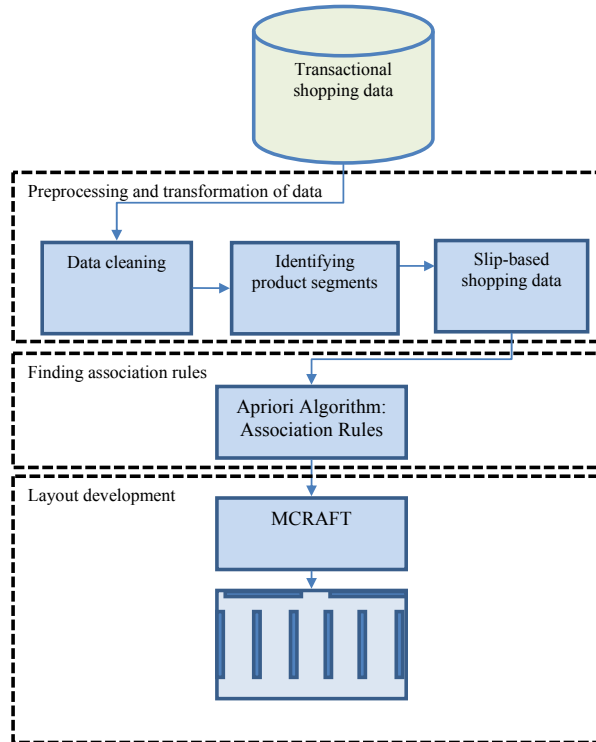 Transactional
shopping data
Preprocessing and transformation of data
Data cleaning
Identifying
product segments
Slip-based
shopping data
Finding association rules
Apriori Algorithm:
Association Rules
Layout development
MCRAFT